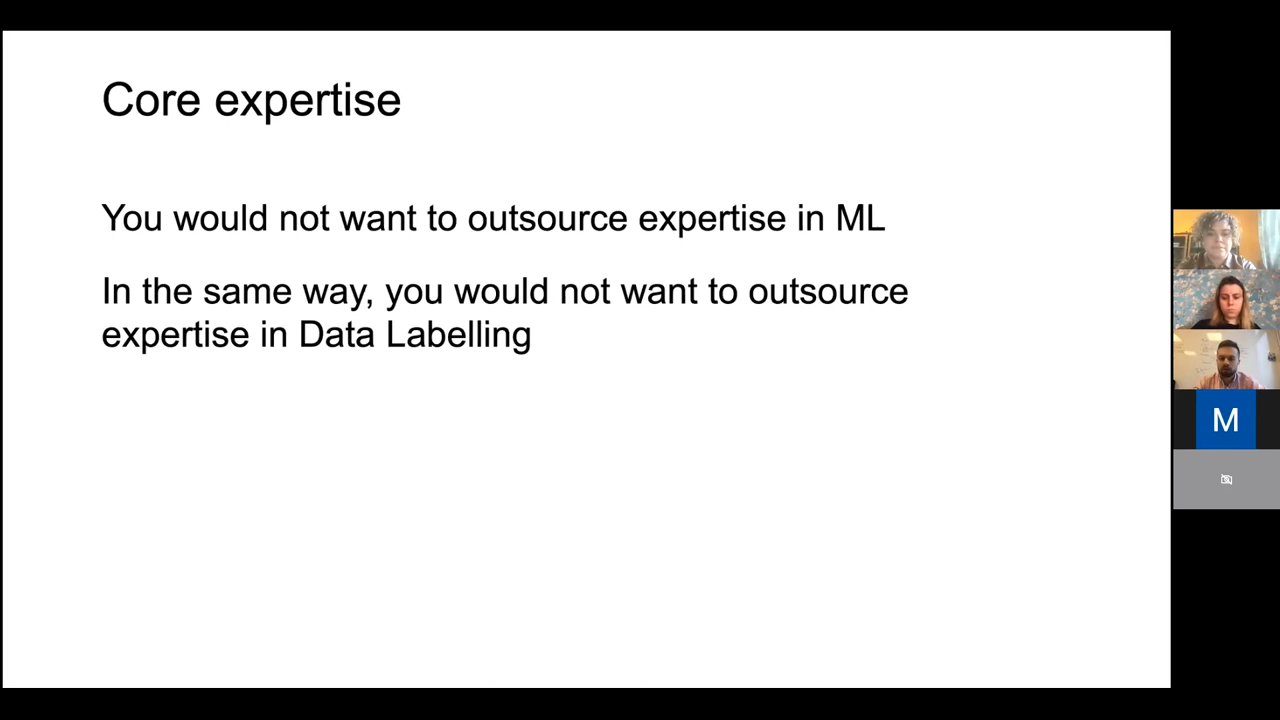 Core expertise
You would not want to outsource expertise in ML
In the same way, you would not want to outsource
expertise in Data Labelling
M